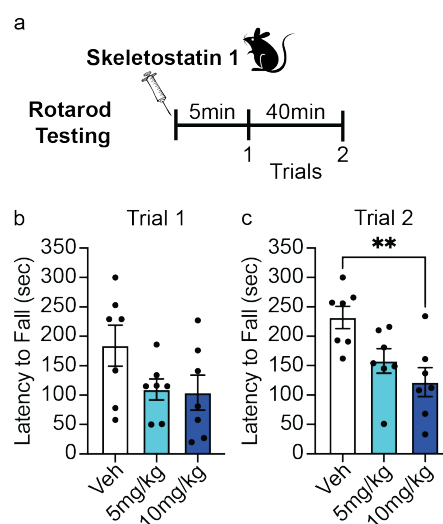 a
Skeletostatin 1
Rotarod
Testing
5min 40min
1 2
Trials
b Trial 1
Latency to Fall (sec)
350
300
250
200
150
100
50
0
Veh
5mg/kg
10mg/kg
c Trial 2
Latency to Fall (sec)
350
300
250
200
150
100
50
0
**
Veh
5mg/kg
10mg/kg